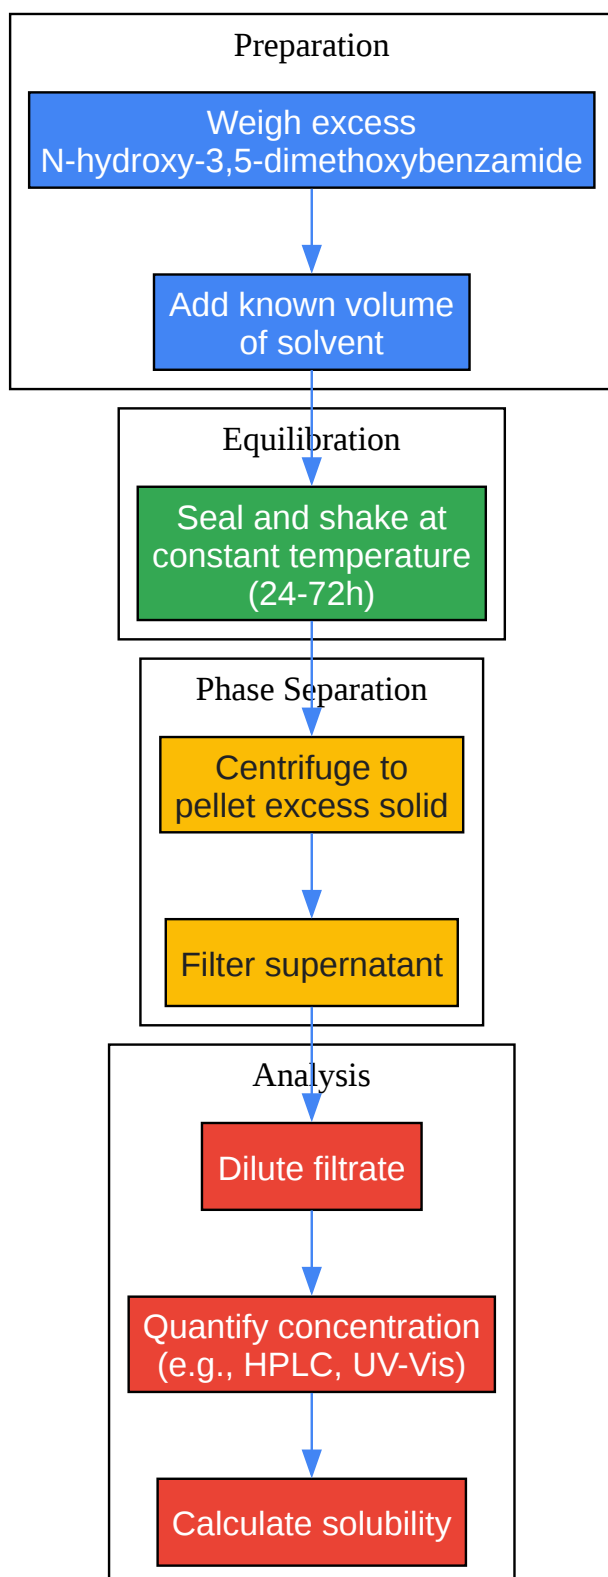 Preparation
Weigh excess
N-hydroxy-3,5-dimethoxybenzamide
Add known volume
of solvent
Equilibration
Seal and shake at
constant temperature
(24-72h)
Phase Separation
Centrifuge to
pellet excess solid
Filter supernatant
Analysis
Dilute filtrate
Quantify concentration
(e.g., HPLC, UV-Vis)
Calculate solubility